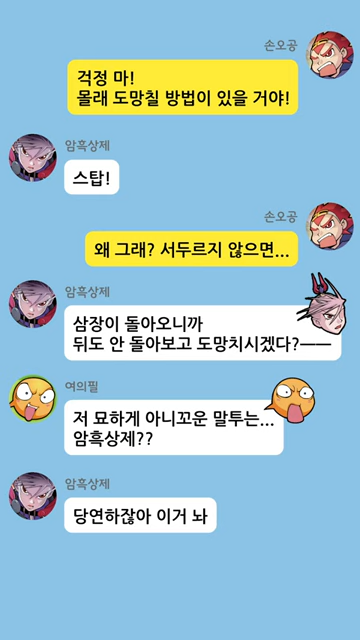 손오공
걱정 마!
몰래 도망칠 방법이 있을 거야!
암흑상제
스탑!
손오공
왜 그래? 서두르지 않으면...
암흑상제
삼장이 돌아오니까
뒤도 안 돌아보고 도망치시겠다?──
여의필
저 묘하게 아니꼬운 말투는...
암흑상제??
암흑상제
당연하잖아 이거 놔